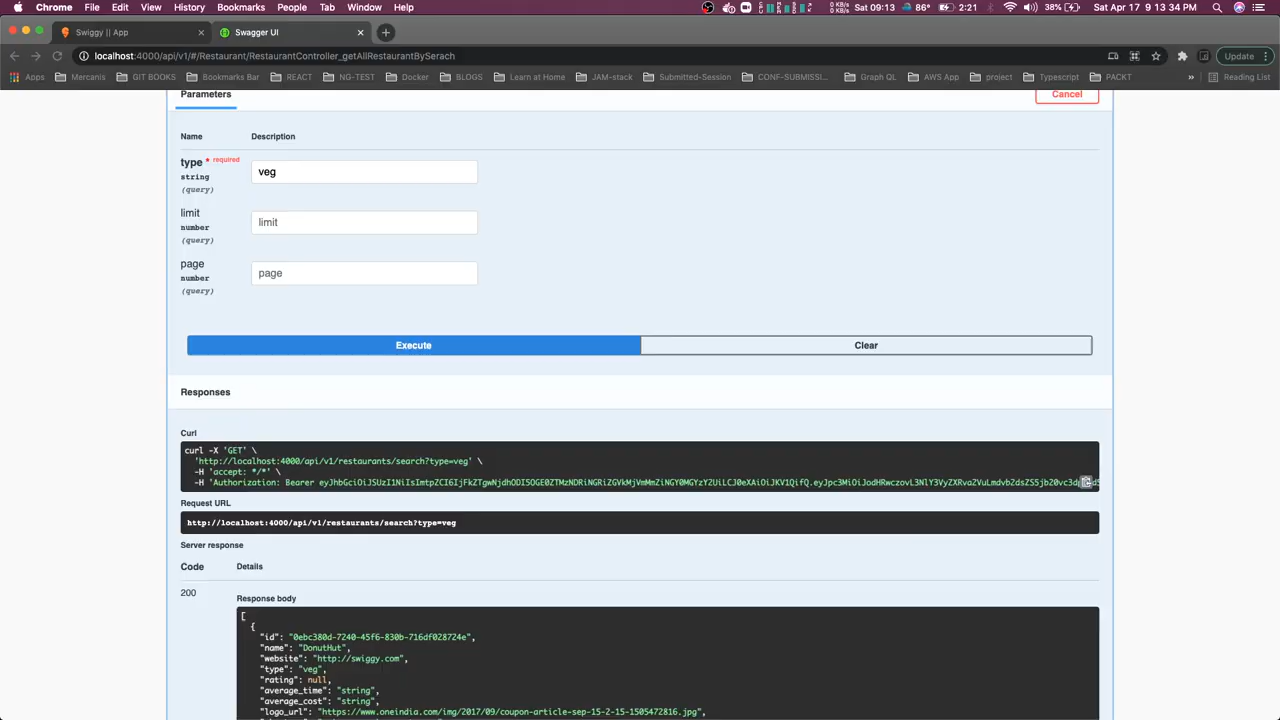 Chrome File Edit View History Bookmarks People Tab Window Help 0 KB/s 0 KB/s Sat 09:13 86° 2:21 38% Sat Apr 17 9:13:34 PM
Swiggy || App Swagger UI
localhost:4000/api/v1/#/Restaurant/RestaurantController_getAllRestaurantBySerach Update
Apps Mercanis GIT BOOKS Bookmarks Bar REACT NG-TEST Docker BLOGS Learn at Home JAM-stack Submitted-Session CONF-SUBMISSI... Graph QL AWS App project Typescript PACKT » Reading List
Parameters Cancel
Name Description
type * required
string
(query)
veg
limit
number
(query)
limit
page
number
(query)
page
Execute Clear
Responses
Curl
curl -X 'GET' \
'http://localhost:4000/api/v1/restaurants/search?type=veg' \
-H 'accept: */*' \
-H 'Authorization: Bearer
Request URL
http://localhost:4000/api/v1/restaurants/search?type=veg
Server response
Code Details
200
Response body
[
{
"id": "0ebc380d-7240-45f6-830b-716df028724e",
"name": "DonutHut",
"website": "http://swiggy.com",
"type": "veg",
"rating": null,
"average_time": "string",
"average_cost": "string",
"logo_url": "https://www.oneindia.com/img/2017/09/coupon-article-sep-15-2-15-1505472816.jpg",